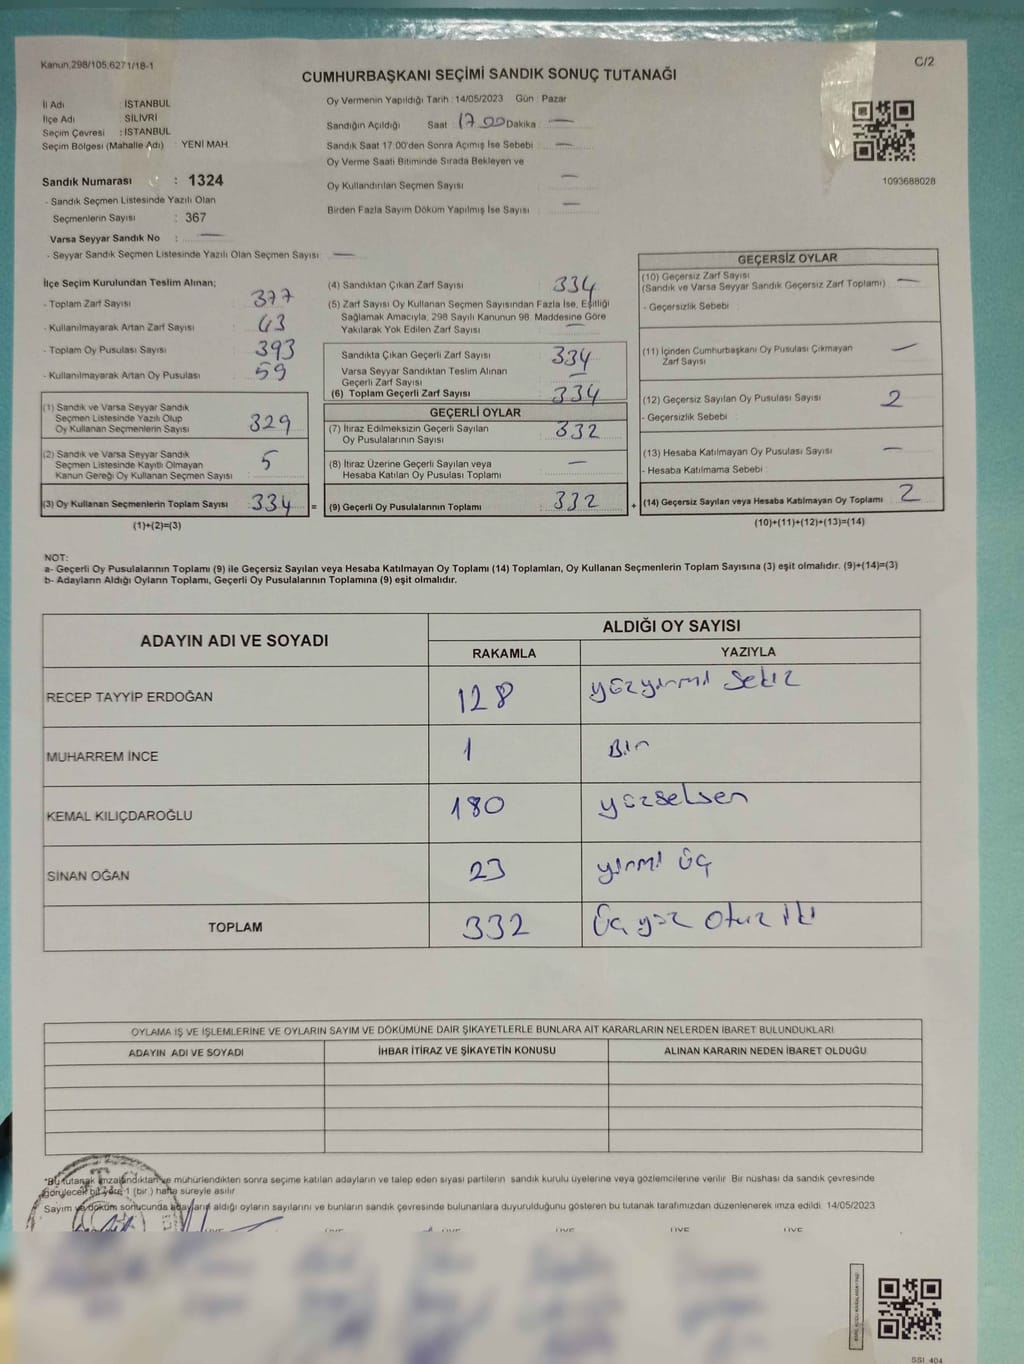 Kanun,298/105,6271/18-1
C/2
CUMHURBAŞKANI SEÇİMİ SANDIK SONUÇ TUTANAĞI
İl Adı : İSTANBUL
İlçe Adı : SİLİVRİ
Seçim Çevresi : İSTANBUL
Seçim Bölgesi (Mahalle Adı) : YENİ MAH.
Sandık Numarası : 1324
- Sandık Seçmen Listesinde Yazılı Olan
Seçmenlerin Sayısı : 367
Varsa Seyyar Sandık No : —
- Seyyar Sandık Seçmen Listesinde Yazılı Olan Seçmen Sayısı —
Oy Vermenin Yapıldığı Tarih : 14/05/2023 Gün : Pazar
Sandığın Açıldığı Saat : 17.00 Dakika : —
Sandık Saat 17:00'den Sonra Açımış İse Sebebi : —
Oy Verme Saati Bitiminde Sırada Bekleyen ve
Oy Kullandırılan Seçmen Sayısı : —
Birden Fazla Sayım Döküm Yapılmış İse Sayısı : —
1093688028
İlçe Seçim Kurulundan Teslim Alınan;
- Toplam Zarf Sayısı : 377
- Kullanılmayarak Artan Zarf Sayısı : 43
- Toplam Oy Pusulası Sayısı : 393
- Kullanılmayarak Artan Oy Pusulası : 59
(1) Sandık ve Varsa Seyyar Sandık
Seçmen Listesinde Yazılı Olup
Oy Kullanan Seçmenlerin Sayısı : 329
(2) Sandık ve Varsa Seyyar Sandık
Seçmen Listesinde Kayıtlı Olmayan
Kanun Gereği Oy Kullanan Seçmen Sayısı : 5
(3) Oy Kullanan Seçmenlerin Toplam Sayısı : 334 =
(1)+(2)=(3)
(4) Sandıktan Çıkan Zarf Sayısı : 334
(5) Zarf Sayısı Oy Kullanan Seçmen Sayısından Fazla İse, Eşitliği
Sağlamak Amacıyla, 298 Sayılı Kanunun 98. Maddesine Göre
Yakılarak Yok Edilen Zarf Sayısı : —
Sandıkta Çıkan Geçerli Zarf Sayısı : 334
Varsa Seyyar Sandıktan Teslim Alınan
Geçerli Zarf Sayısı : —
(6) Toplam Geçerli Zarf Sayısı : 334
GEÇERLİ OYLAR
(7) İtiraz Edilmeksizin Geçerli Sayılan
Oy Pusulalarının Sayısı : 332
(8) İtiraz Üzerine Geçerli Sayılan veya
Hesaba Katılan Oy Pusulası Toplamı : —
(9) Geçerli Oy Pusulalarının Toplamı : 332 +
GEÇERSİZ OYLAR
(10) Geçersiz Zarf Sayısı
(Sandık ve Varsa Seyyar Sandık Geçersiz Zarf Toplamı) : —
- Geçersizlik Sebebi :
(11) İçinden Cumhurbaşkanı Oy Pusulası Çıkmayan
Zarf Sayısı : —
(12) Geçersiz Sayılan Oy Pusulası Sayısı : 2
- Geçersizlik Sebebi :
(13) Hesaba Katılmayan Oy Pusulası Sayısı : —
- Hesaba Katılmama Sebebi :
(14) Geçersiz Sayılan veya Hesaba Katılmayan Oy Toplamı : 2
(10)+(11)+(12)+(13)=(14)
NOT:
a- Geçerli Oy Pusulalarının Toplamı (9) ile Geçersiz Sayılan veya Hesaba Katılmayan Oy Toplamı (14) Toplamları, Oy Kullanan Seçmenlerin Toplam Sayısına (3) eşit olmalıdır. (9)+(14)=(3)
b- Adayların Aldığı Oyların Toplamı, Geçerli Oy Pusulalarının Toplamına (9) eşit olmalıdır.
ADAYIN ADI VE SOYADI
ALDIĞI OY SAYISI
RAKAMLA YAZIYLA
RECEP TAYYİP ERDOĞAN 128 yüzyirmi sekiz
MUHARREM İNCE 1 Bir
KEMAL KILIÇDAROĞLU 180 yüzseksen
SİNAN OĞAN 23 yirmi üç
TOPLAM 332 Üç yüz otuz iki
OYLAMA İŞ VE İŞLEMLERİNE VE OYLARIN SAYIM VE DÖKÜMÜNE DAİR ŞİKAYETLERLE BUNLARA AİT KARARLARIN NELERDEN İBARET BULUNDUKLARI
ADAYIN ADI VE SOYADI İHBAR İTİRAZ VE ŞİKAYETİN KONUSU ALINAN KARARIN NEDEN İBARET OLDUĞU
*Bu tutanak imzalandıktan ve mühürlendikten sonra seçime katılan adayların ve talep eden siyasi partilerin sandık kurulu üyelerine veya gözlemcilerine verilir. Bir nüshası da sandık çevresinde
görülecek bir yere 1 (bir ) hafta süreyle asılır.
Sayım ve döküm sonucunda adayların aldığı oyların sayılarını ve bunların sandık çevresinde bulunanlara duyurulduğunu gösteren bu tutanak tarafımızdan düzenlenerek imza edildi. 14/05/2023
SSI: 404